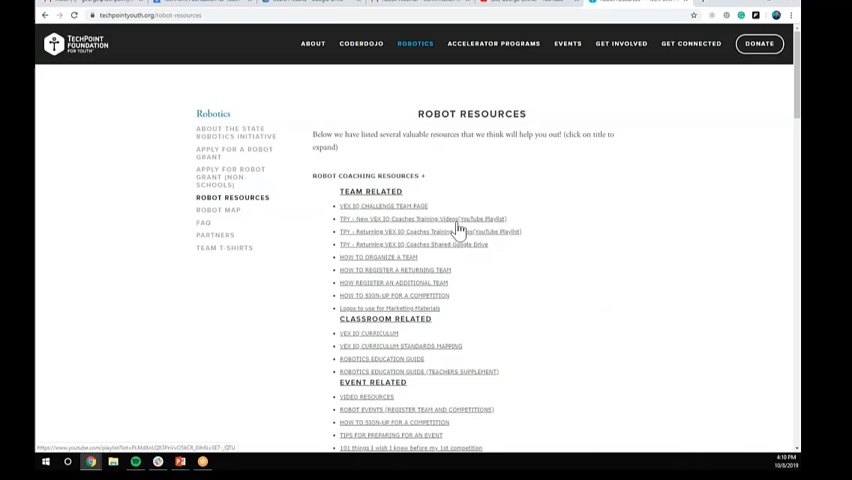 techpointyouth.org/robot-resources
TECHPOINT
FOUNDATION
FOR YOUTH
ABOUT
CODERDOJO
ROBOTICS
ACCELERATOR PROGRAMS
EVENTS
GET INVOLVED
GET CONNECTED
DONATE
Robotics
ABOUT THE STATE
ROBOTICS INITIATIVE
APPLY FOR A ROBOT
GRANT
APPLY FOR ROBOT
GRANT (NON-
SCHOOLS)
ROBOT RESOURCES
ROBOT MAP
FAQ
PARTNERS
TEAM T-SHIRTS
ROBOT RESOURCES
Below we have listed several valuable resources that we think will help you out! (click on title to
expand)
ROBOT COACHING RESOURCES +
TEAM RELATED
VEX IQ CHALLENGE TEAM PAGE
TPY - New VEX IQ Coaches Training Videos(YouTube Playlist)
TPY - Returning VEX IQ Coaches Training (YouTube Playlist)
TPY - Returning VEX IQ Coaches Shared Google Drive
HOW TO ORGANIZE A TEAM
HOW TO REGISTER A RETURNING TEAM
HOW REGISTER AN ADDITIONAL TEAM
HOW TO SIGN-UP FOR A COMPETITION
Logos to use for Marketing Materials
CLASSROOM RELATED
VEX IQ CURRICULUM
VEX IQ CURRICULUM STANDARDS MAPPING
ROBOTICS EDUCATION GUIDE
ROBOTICS EDUCATION GUIDE (TEACHERS SUPPLEMENT)
EVENT RELATED
VIDEO RESOURCES
ROBOT EVENTS (REGISTER TEAM AND COMPETITIONS)
HOW TO SIGN-UP FOR A COMPETITION
TIPS FOR PREPARING FOR AN EVENT
101 things I wish I knew before my 1st competition
4:10 PM
10/8/2019